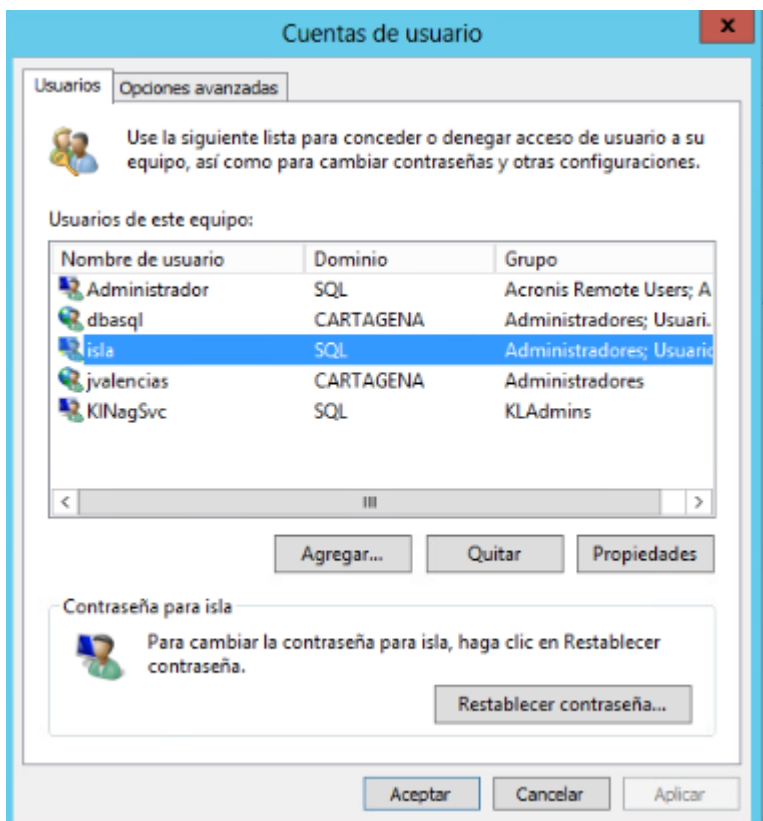 Cuentas de usuario
x
Usuarios Opciones avanzadas
Use la siguiente lista para conceder o denegar acceso de usuario a su
equipo, así como para cambiar contraseñas y otras configuraciones.
Usuarios de este equipo:
Nombre de usuario Dominio Grupo
Administrador SQL Acronis Remote Users; A
dbasql CARTAGENA Administradores; Usuari.
isla SQL Administradores; Usuario
jvalencias CARTAGENA Administradores
KlNagSvc SQL KLAdmins
Agregar... Quitar Propiedades
Contraseña para isla
Para cambiar la contraseña para isla, haga clic en Restablecer
contraseña.
Restablecer contraseña...
Aceptar Cancelar Aplicar